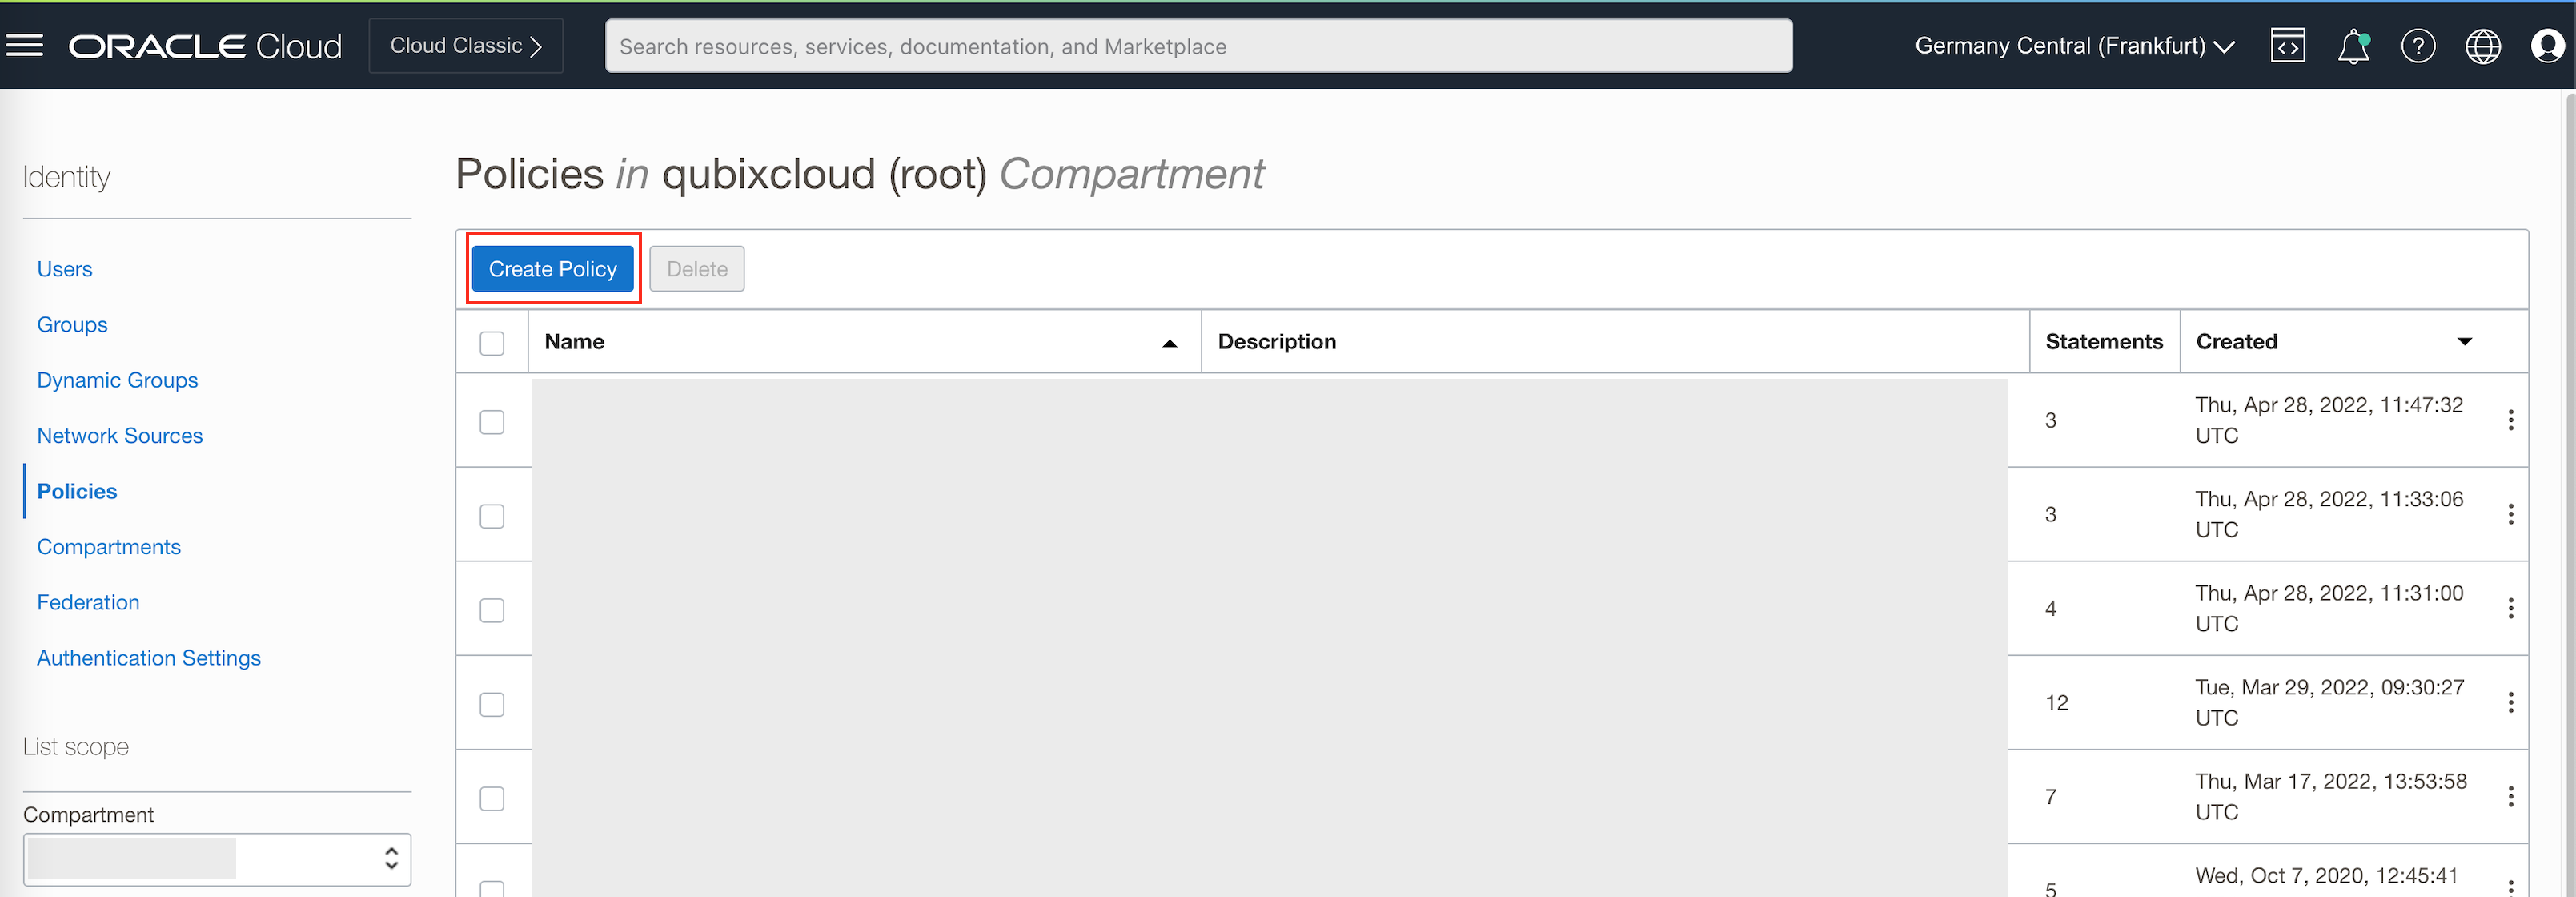 ORACLE Cloud
Cloud Classic
Search resources, services, documentation, and Marketplace
Germany Central (Frankfurt)
Identity
Users
Groups
Dynamic Groups
Network Sources
Policies
Compartments
Federation
Authentication Settings
List scope
Compartment
Policies in qubixcloud (root) Compartment
Create Policy
Delete
Name
Description
Statements
Created
3
Thu, Apr 28, 2022, 11:47:32
UTC
3
Thu, Apr 28, 2022, 11:33:06
UTC
4
Thu, Apr 28, 2022, 11:31:00
UTC
12
Tue, Mar 29, 2022, 09:30:27
UTC
7
Thu, Mar 17, 2022, 13:53:58
UTC
5
Wed, Oct 7, 2020, 12:45:41